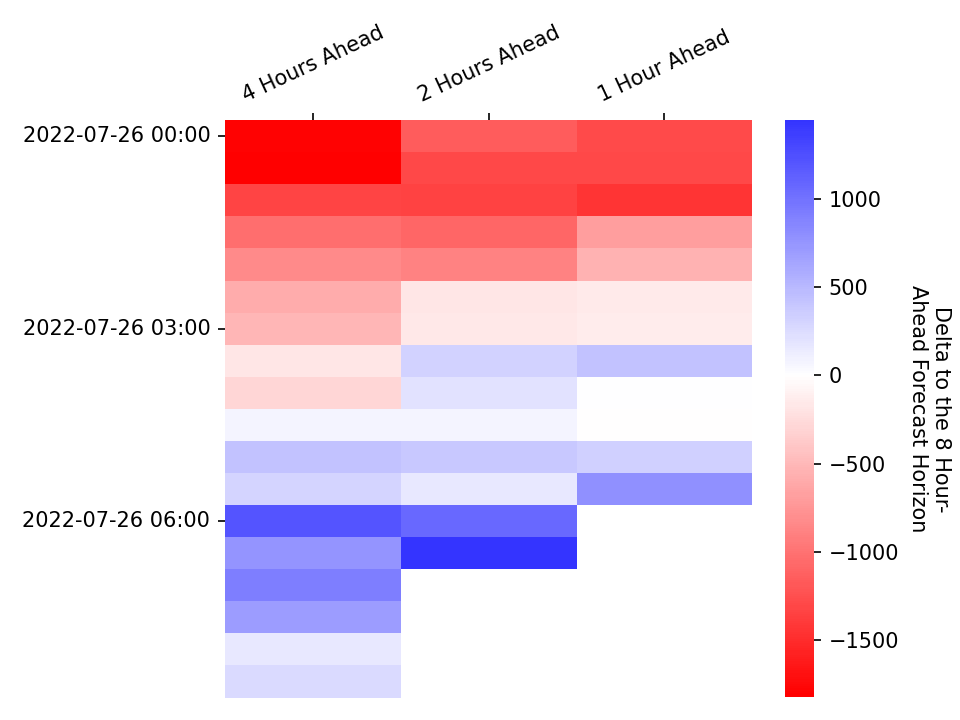 4 Hours Ahead
2 Hours Ahead
1 Hour Ahead
2022-07-26 00:00
2022-07-26 03:00
2022-07-26 06:00
1000
500
0
−500
−1000
−1500
Delta to the 8 Hour-
Ahead Forecast Horizon